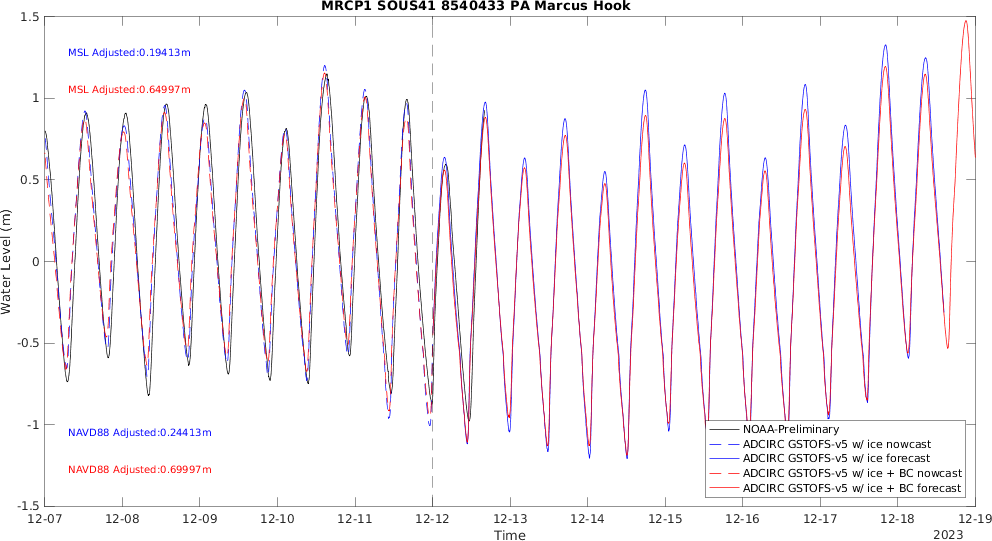 MRCP1 SOUS41 8540433 PA Marcus Hook
1.5
1
0.5
0
-0.5
-1
-1.5
Water Level (m)
MSL Adjusted:0.19413m
MSL Adjusted:0.64997m
NAVD88 Adjusted:0.24413m
NAVD88 Adjusted:0.69997m
NOAA-Preliminary
ADCIRC GSTOFS-v5 w/ ice nowcast
ADCIRC GSTOFS-v5 w/ ice forecast
ADCIRC GSTOFS-v5 w/ ice + BC nowcast
ADCIRC GSTOFS-v5 w/ ice + BC forecast
12-07 12-08 12-09 12-10 12-11 12-12 12-13 12-14 12-15 12-16 12-17 12-18 12-19
Time
2023